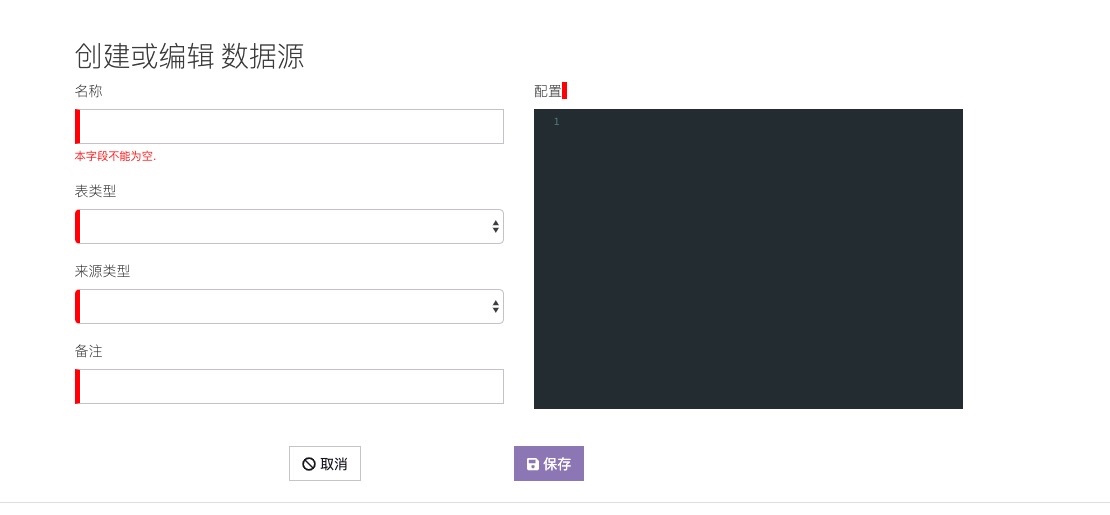 创建或编辑 数据源
名称
本字段不能为空.
表类型
来源类型
备注
配置
1
取消
保存